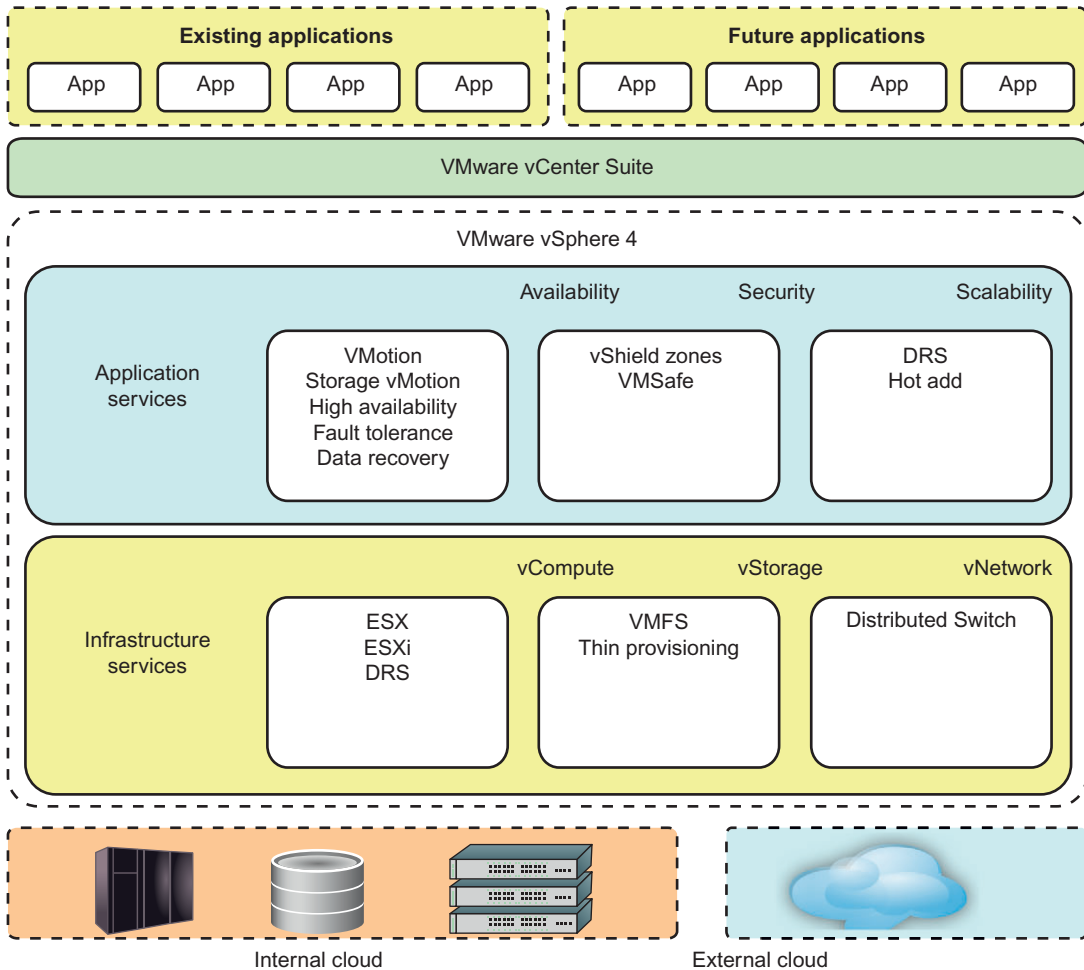 Existing applications
App
App
App
App
Future applications
App
App
App
App
VMware vCenter Suite
VMware vSphere 4
Application
services
Availability
Security
Scalability
VMotion
Storage vMotion
High availability
Fault tolerance
Data recovery
vShield zones
VMSafe
DRS
Hot add
Infrastructure
services
vCompute
vStorage
vNetwork
ESX
ESXi
DRS
VMFS
Thin provisioning
Distributed Switch
Internal cloud
External cloud